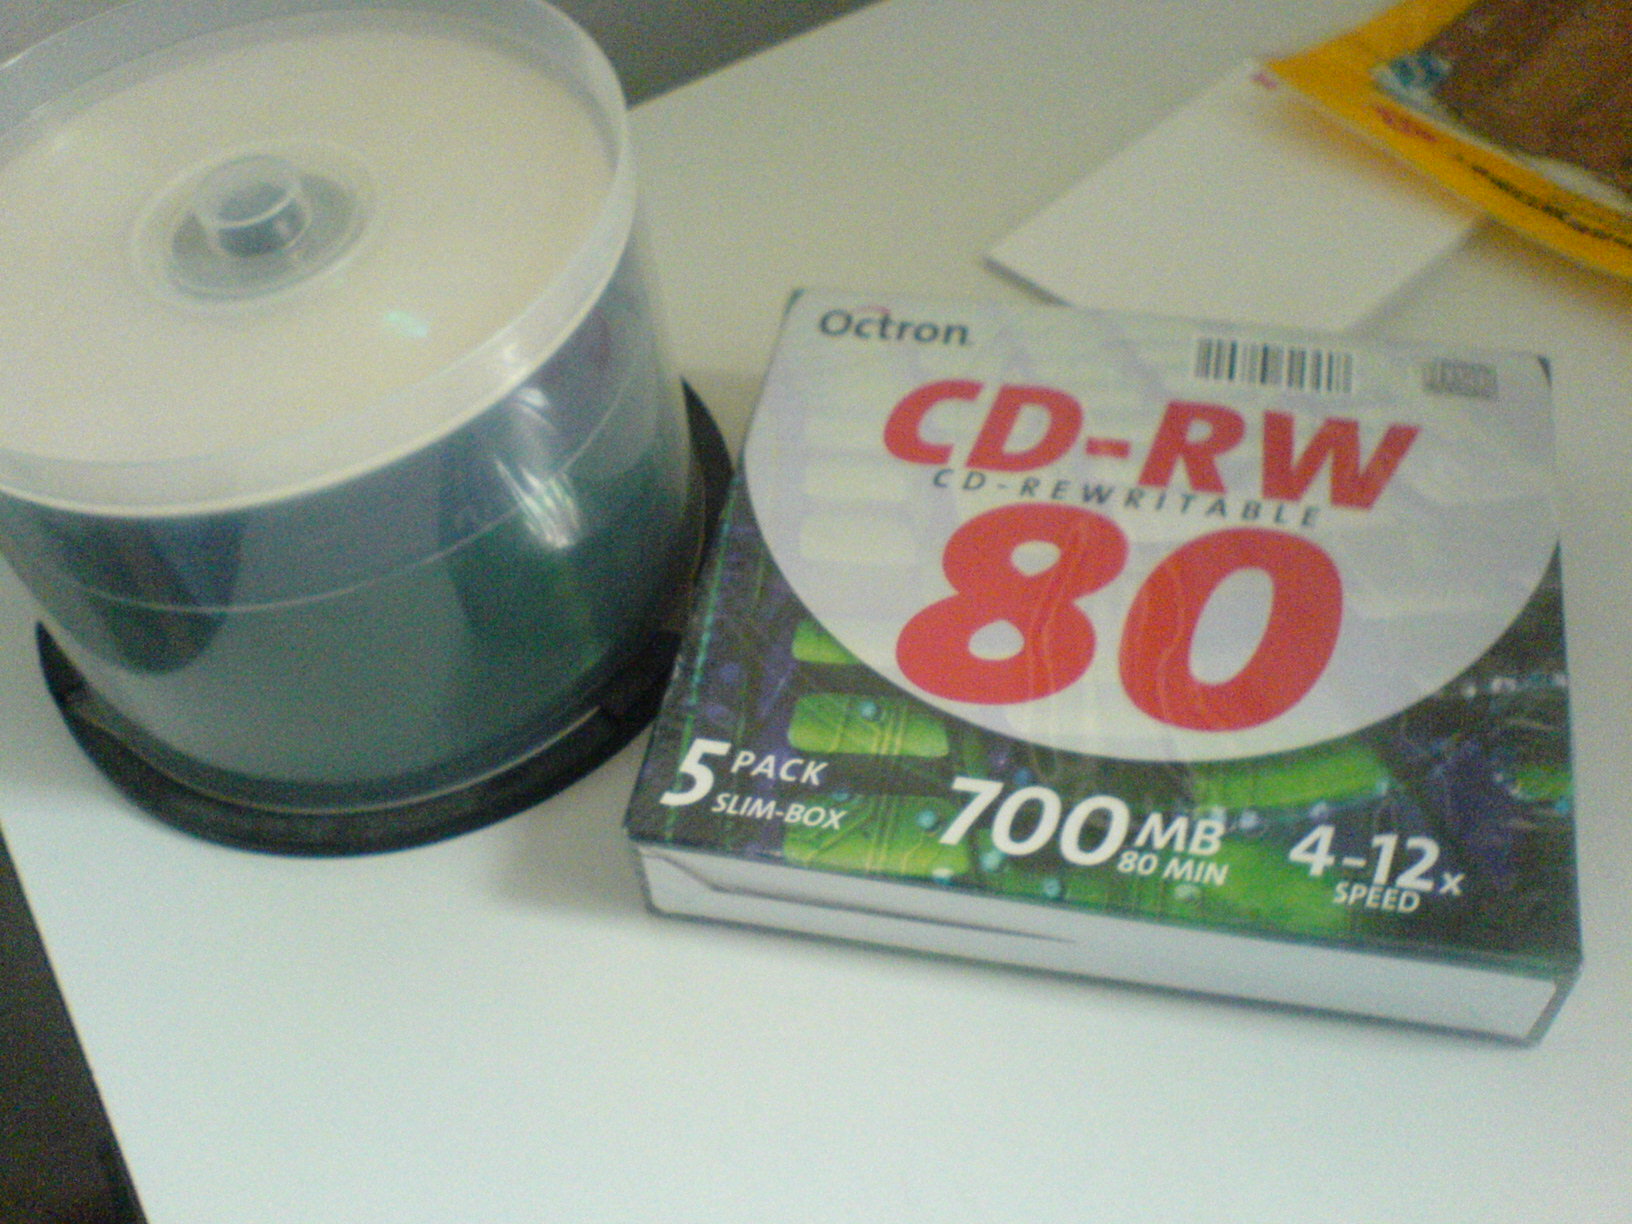 Octron
CD-RW
CD-REWRITABLE
80
5 PACK
SLIM-BOX
700 MB
80 MIN
4-12x
SPEED